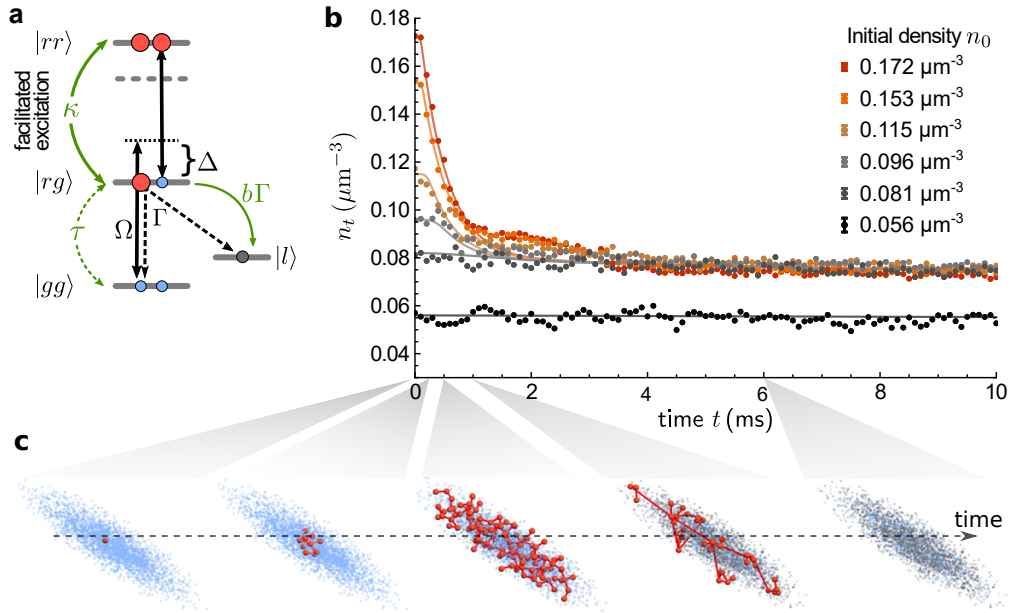 a
|rr⟩
facilitated
excitation
κ
Δ
|rg⟩
bΓ
Ω
Γ
τ
|l⟩
|gg⟩
b
n_t (μm⁻³)
0.18
0.16
0.14
0.12
0.10
0.08
0.06
0.04
0 2 4 6 8 10
time t (ms)
Initial density n₀
0.172 μm⁻³
0.153 μm⁻³
0.115 μm⁻³
0.096 μm⁻³
0.081 μm⁻³
0.056 μm⁻³
c
time